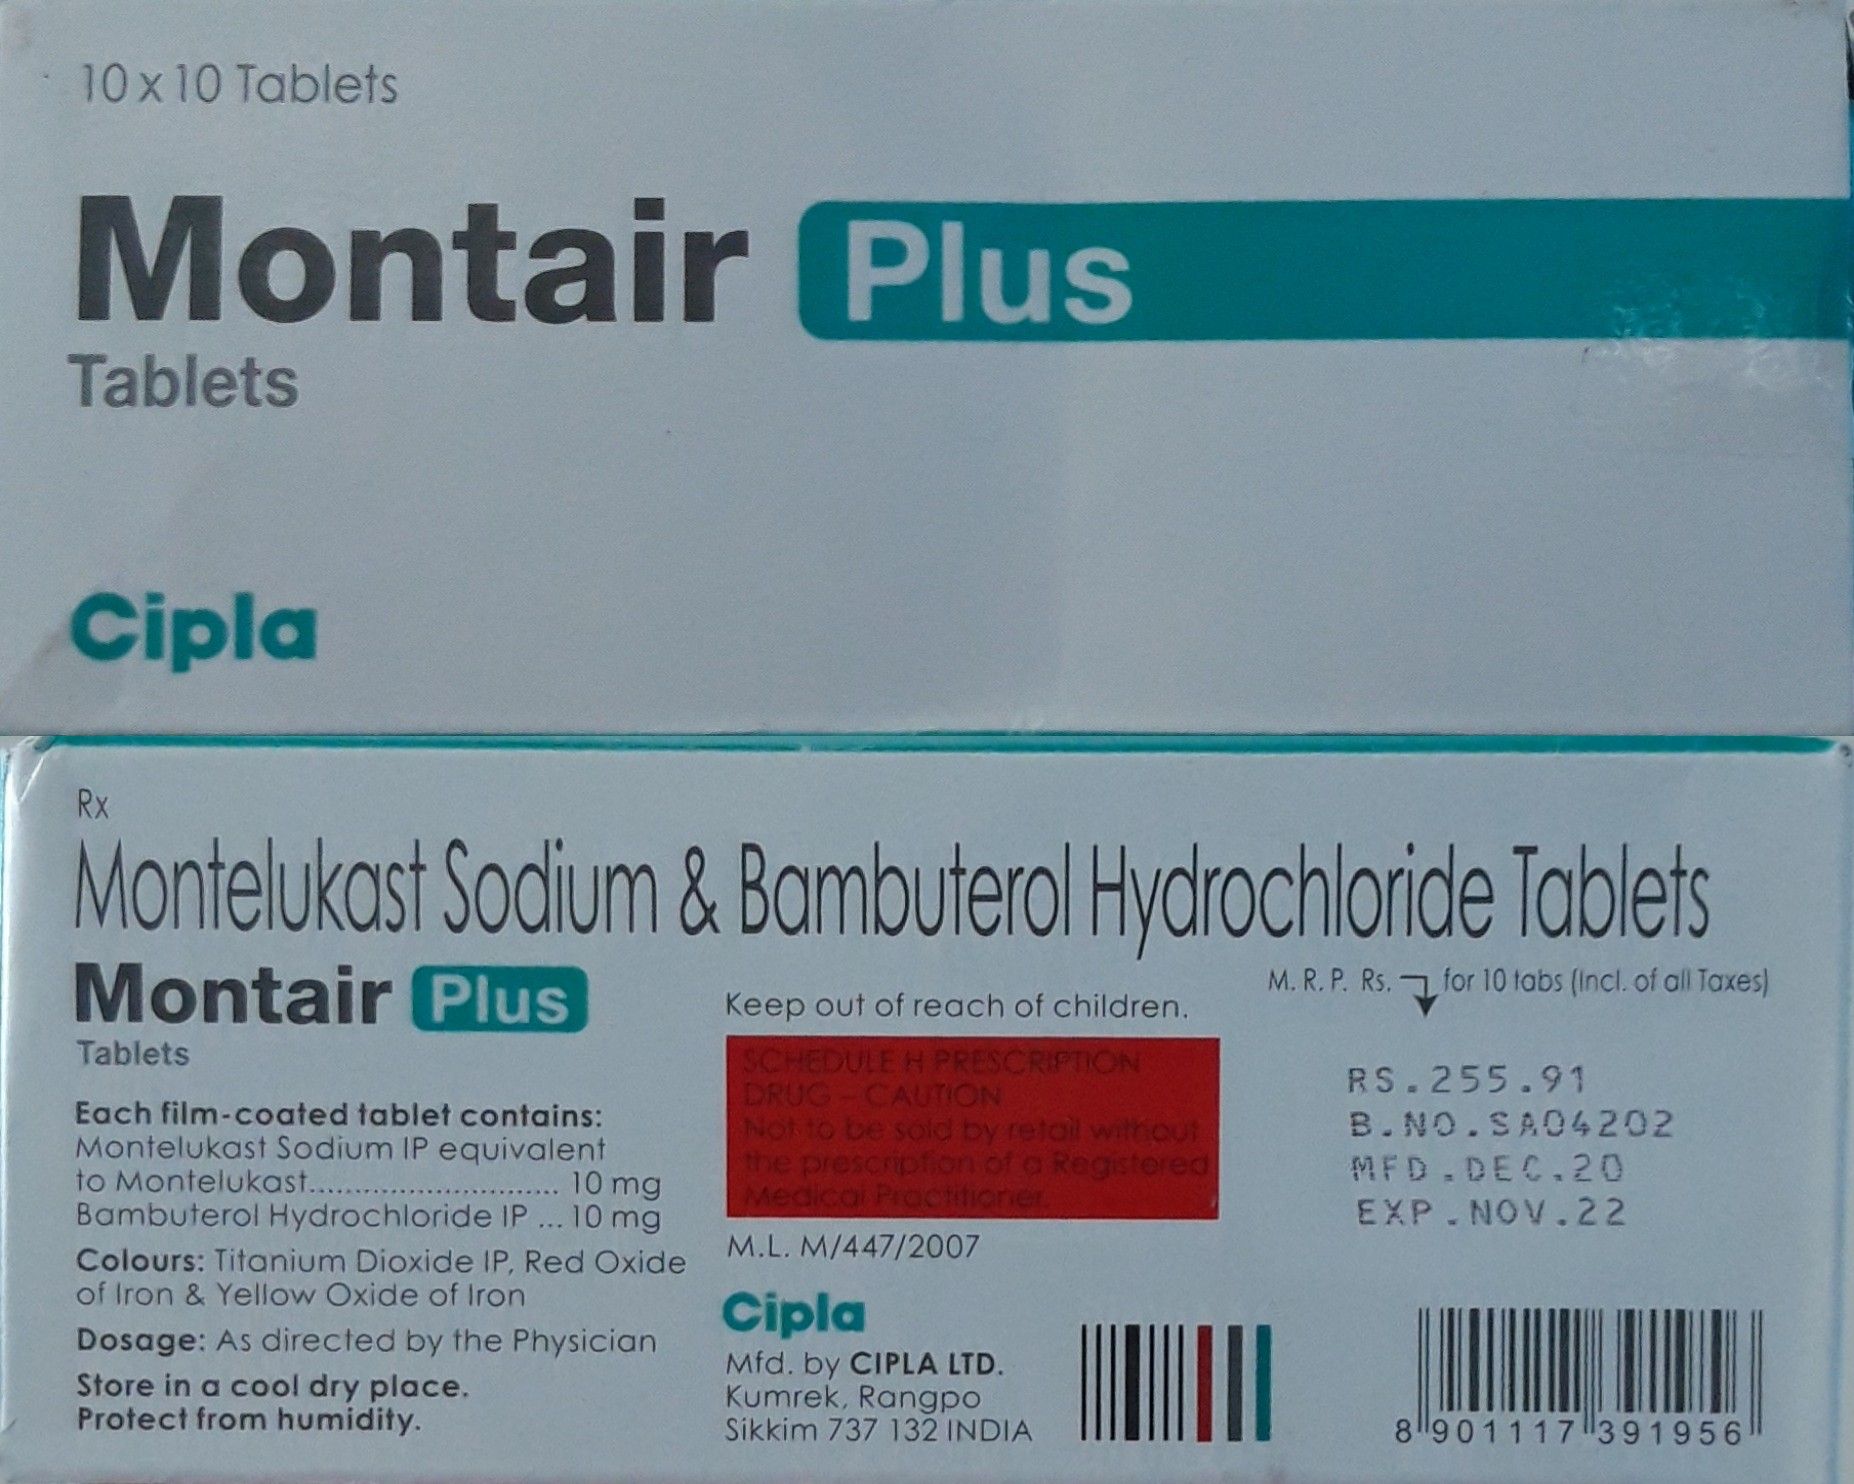 10 x 10 Tablets
Montair Plus
Tablets
Cipla
Rx
Montelukast Sodium & Bambuterol Hydrochloride Tablets
Montair Plus
Tablets
Each film-coated tablet contains:
Montelukast Sodium IP equivalent
to Montelukast............................ 10 mg
Bambuterol Hydrochloride IP ... 10 mg
Colours: Titanium Dioxide IP, Red Oxide
of Iron & Yellow Oxide of Iron
Dosage: As directed by the Physician
Store in a cool dry place.
Protect from humidity.
Keep out of reach of children.
SCHEDULE H PRESCRIPTION
DRUG – CAUTION
Not to be sold by retail without
the prescription of a Registered
Medical Practitioner.
M.L. M/447/2007
Cipla
Mfd. by CIPLA LTD.
Kumrek, Rangpo
Sikkim 737 132 INDIA
M. R. P. Rs. for 10 tabs (Incl. of all Taxes)
RS.255.91
B.NO.SA04202
MFD.DEC.20
EXP.NOV.22
8 901117 391956